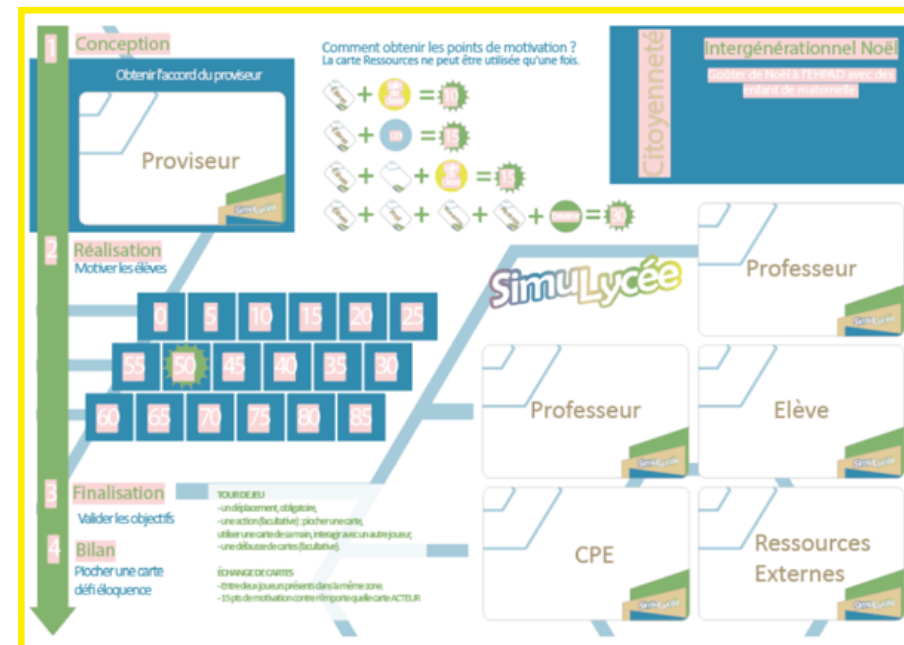 1 Conception
Obtenir l'accord du proviseur
Proviseur
SimuLycée
Comment obtenir les points de motivation ?
La carte Ressources ne peut être utilisée qu'une fois.
+ = 10
+ CDI = 15
+ + = 15
+ + + + = 30
Citoyenneté
Intergénérationnel Noël
Goûter de Noël à l'EHPAD avec des
enfant de maternelle.
2 Réalisation
Motiver les élèves
0 5 10 15 20 25
55 50 45 40 35 30
60 65 70 75 80 85
SimuLycée
Professeur
SimuLycée
Professeur
SimuLycée
Elève
SimuLycée
3 Finalisation
Valider les objectifs
4 Bilan
Piocher une carte
défi éloquence
TOUR DE JEU
- un déplacement, obligatoire,
- une action (facultative) : piocher une carte,
utiliser une carte de sa main, interagir avec un autre joueur,
- une défausse de cartes (facultative).
ÉCHANGE DE CARTES
- Entre deux joueurs présents dans la même zone.
- 15 pts de motivation contre n'importe quelle carte ACTEUR
CPE
SimuLycée
Ressources
Externes
SimuLycée